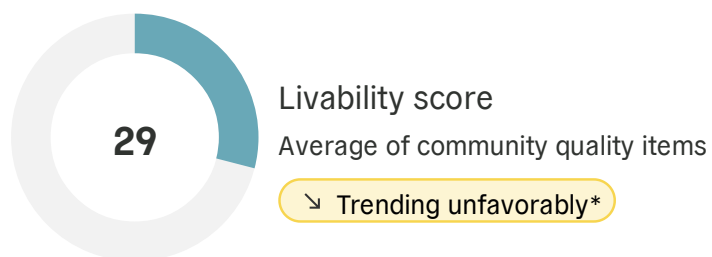 29
Livability score
Average of community quality items
↘ Trending unfavorably*